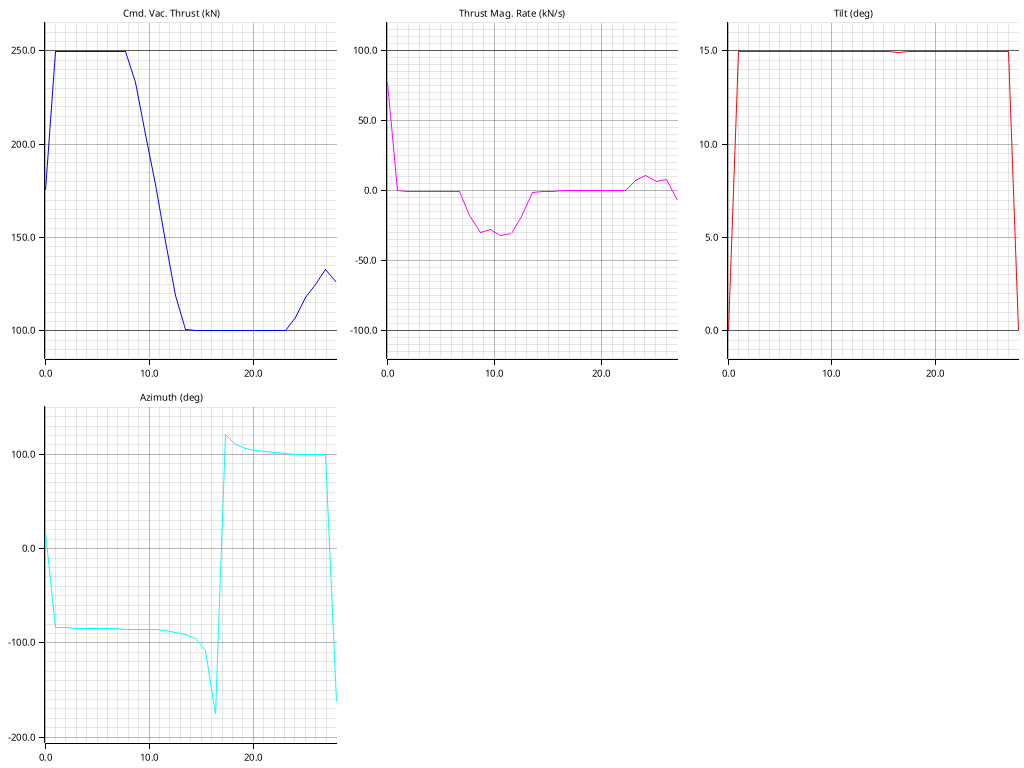 Cmd. Vac. Thrust (kN)
250.0
200.0
150.0
100.0
0.0 10.0 20.0
Thrust Mag. Rate (kN/s)
100.0
50.0
0.0
-50.0
-100.0
0.0 10.0 20.0
Tilt (deg)
15.0
10.0
5.0
0.0
0.0 10.0 20.0
Azimuth (deg)
100.0
0.0
-100.0
-200.0
0.0 10.0 20.0